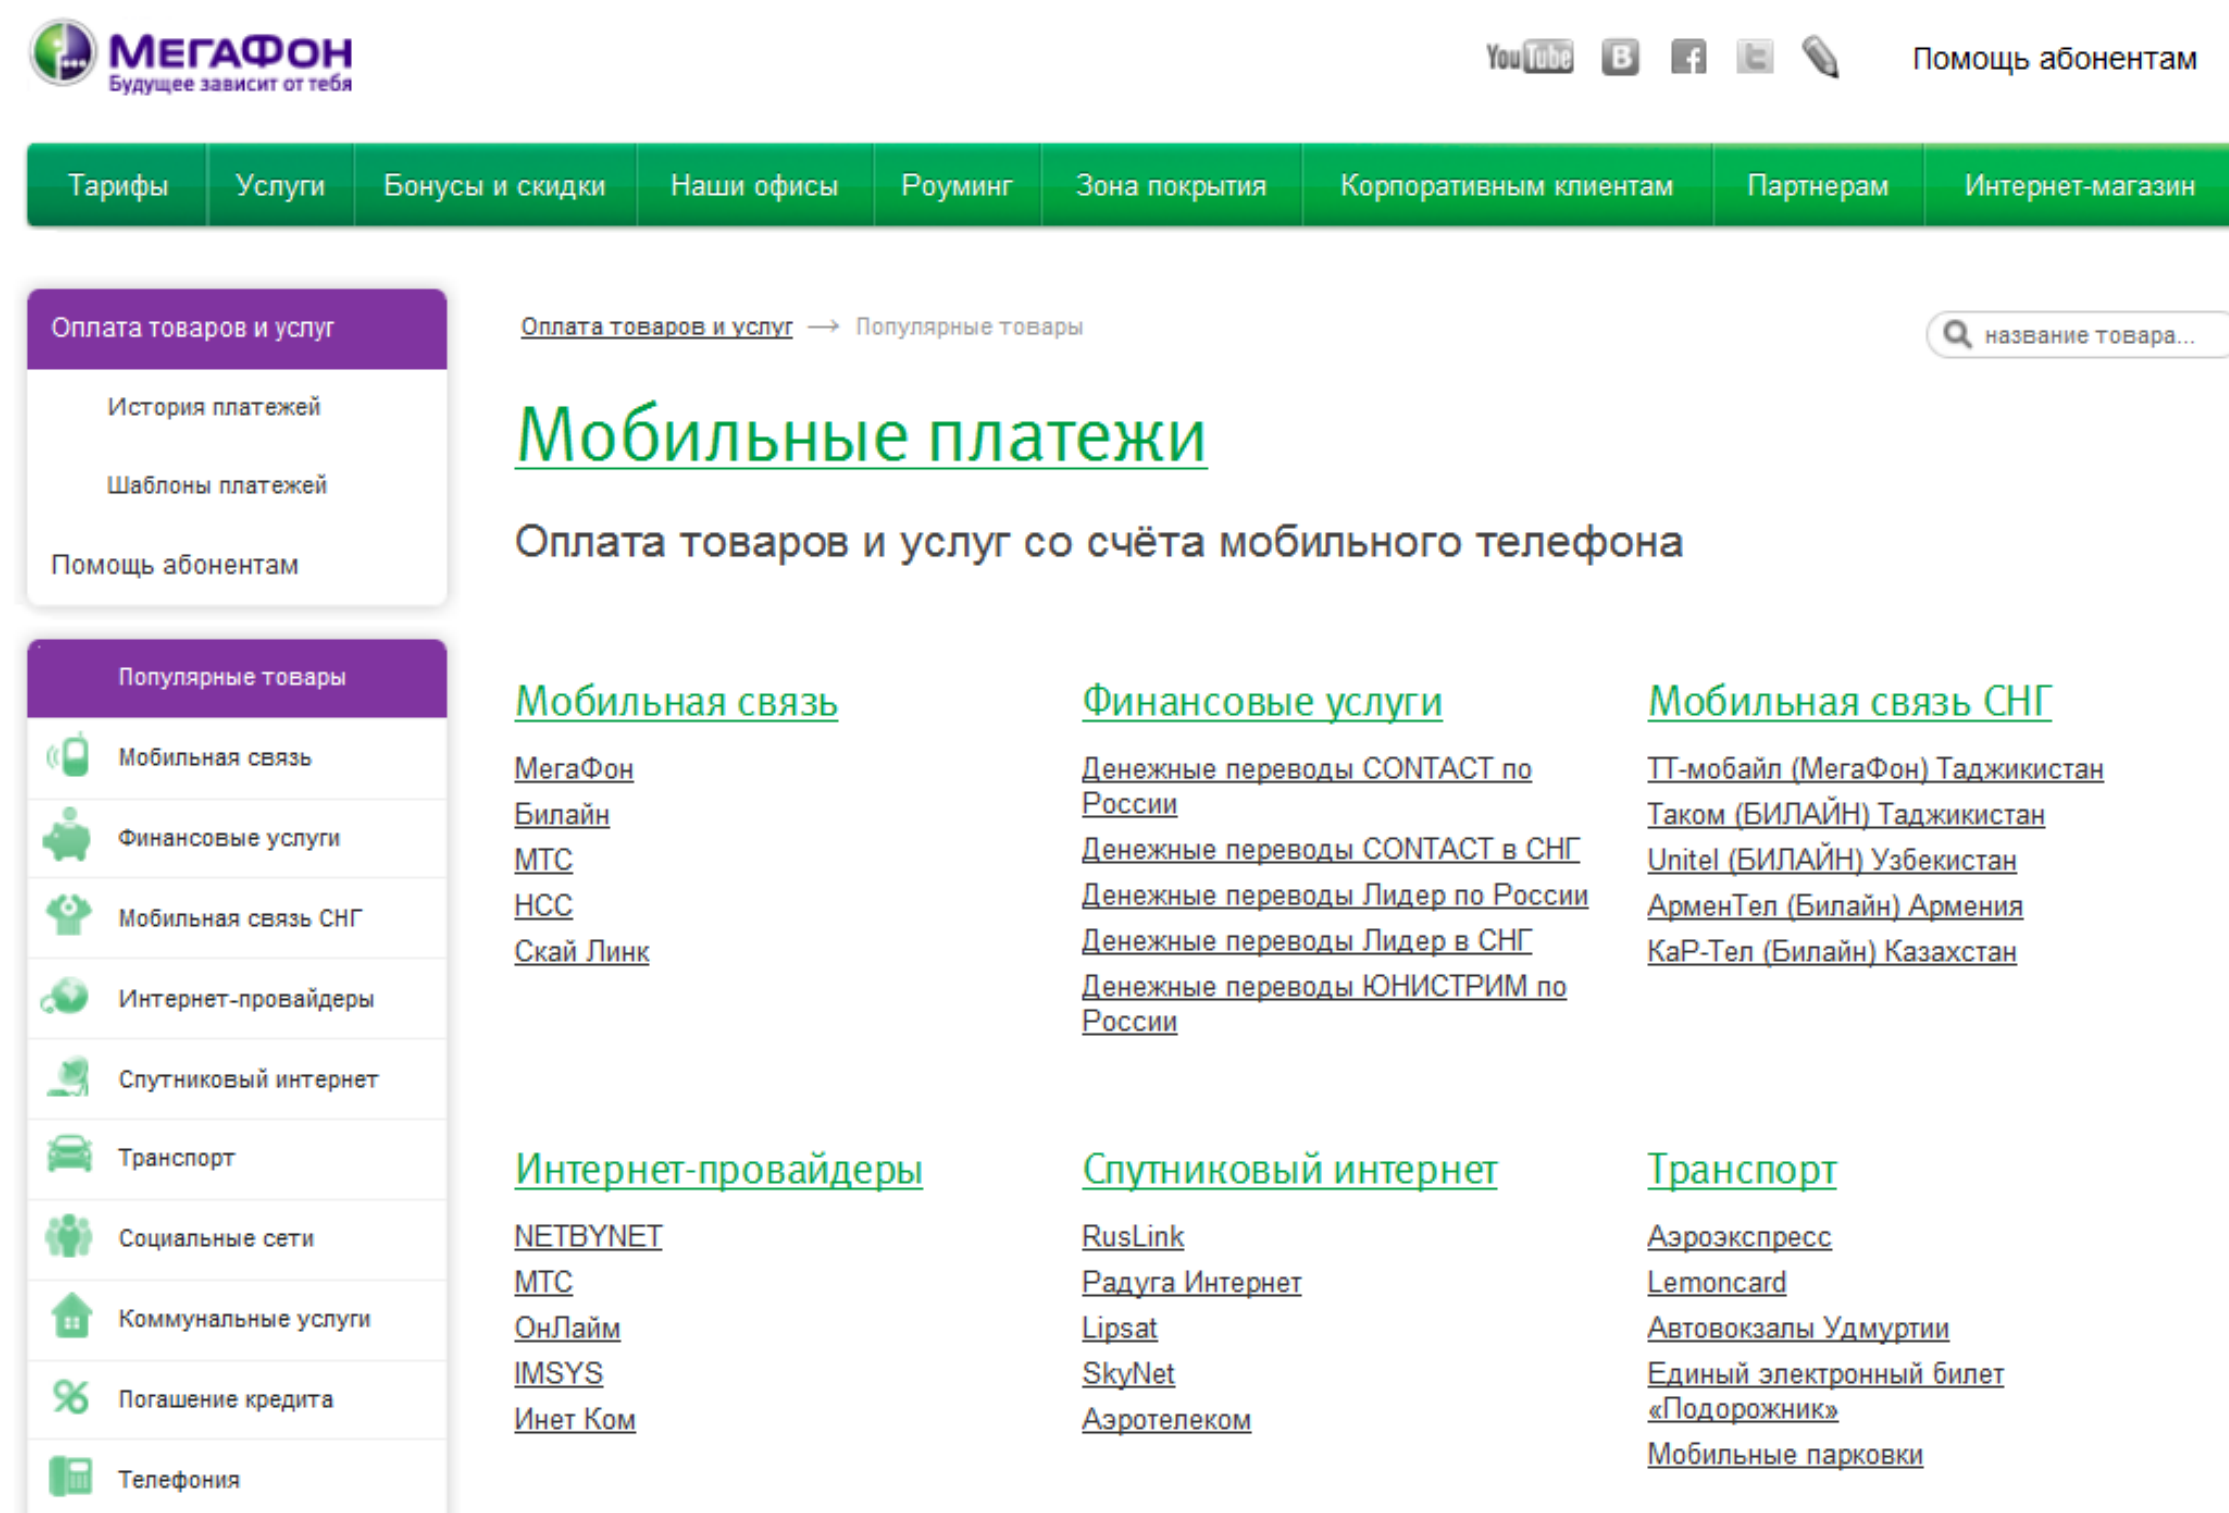 МегаФон
Будущее зависит от тебя
You Tube
B
f
t
Помощь абонентам
Тарифы
Услуги
Бонусы и скидки
Наши офисы
Роуминг
Зона покрытия
Корпоративным клиентам
Партнерам
Интернет-магазин
Оплата товаров и услуг
История платежей
Шаблоны платежей
Помощь абонентам
Популярные товары
Мобильная связь
Финансовые услуги
Мобильная связь СНГ
Интернет-провайдеры
Спутниковый интернет
Транспорт
Социальные сети
Коммунальные услуги
Погашение кредита
Телефония
Оплата товаров и услуг → Популярные товары
название товара...
Мобильные платежи
Оплата товаров и услуг со счёта мобильного телефона
Мобильная связь
МегаФон
Билайн
МТС
НСС
Скай Линк
Финансовые услуги
Денежные переводы CONTACT по
России
Денежные переводы CONTACT в СНГ
Денежные переводы Лидер по России
Денежные переводы Лидер в СНГ
Денежные переводы ЮНИСТРИМ по
России
Мобильная связь СНГ
ТТ-мобайл (МегаФон) Таджикистан
Таком (БИЛАЙН) Таджикистан
Unitel (БИЛАЙН) Узбекистан
АрменТел (Билайн) Армения
КаР-Тел (Билайн) Казахстан
Интернет-провайдеры
NETBYNET
МТС
ОнЛайм
IMSYS
Инет Ком
Спутниковый интернет
RusLink
Радуга Интернет
Lipsat
SkyNet
Аэротелеком
Транспорт
Аэроэкспресс
Lemoncard
Автовокзалы Удмуртии
Единый электронный билет
«Подорожник»
Мобильные парковки